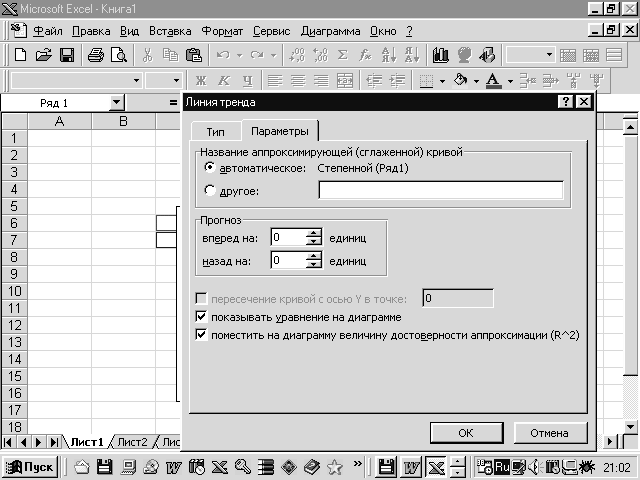 Microsoft Excel - Книга1
Файл Правка Вид Вставка Формат Сервис Диаграмма Окно ?
Ж К Ч
Ряд 1 =
Линия тренда
A B
Тип Параметры
Название аппроксимирующей (сглаженной) кривой
автоматическое: Степенной (Ряд1)
другое:
Прогноз
вперед на: 0 единиц
назад на: 0 единиц
пересечение кривой с осью Y в точке: 0
показывать уравнение на диаграмме
поместить на диаграмму величину достоверности аппроксимации (R^2)
OK Отмена
1
2
3
4
5
6
7
8
9
10
11
12
13
14
15
16
17
18
Лист1 Лист2 Лис
Пуск Ru 21:02